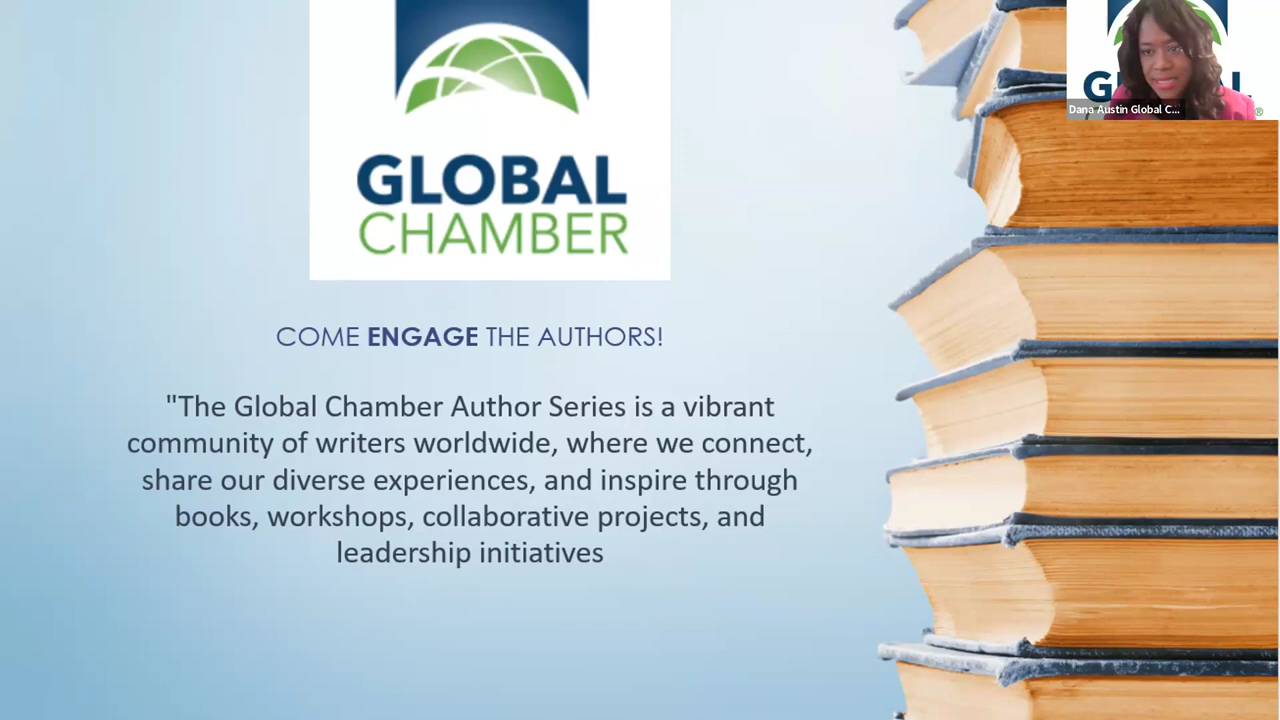 GLOBAL
CHAMBER
Dana Austin Global C...
®
COME ENGAGE THE AUTHORS!
"The Global Chamber Author Series is a vibrant
community of writers worldwide, where we connect,
share our diverse experiences, and inspire through
books, workshops, collaborative projects, and
leadership initiatives